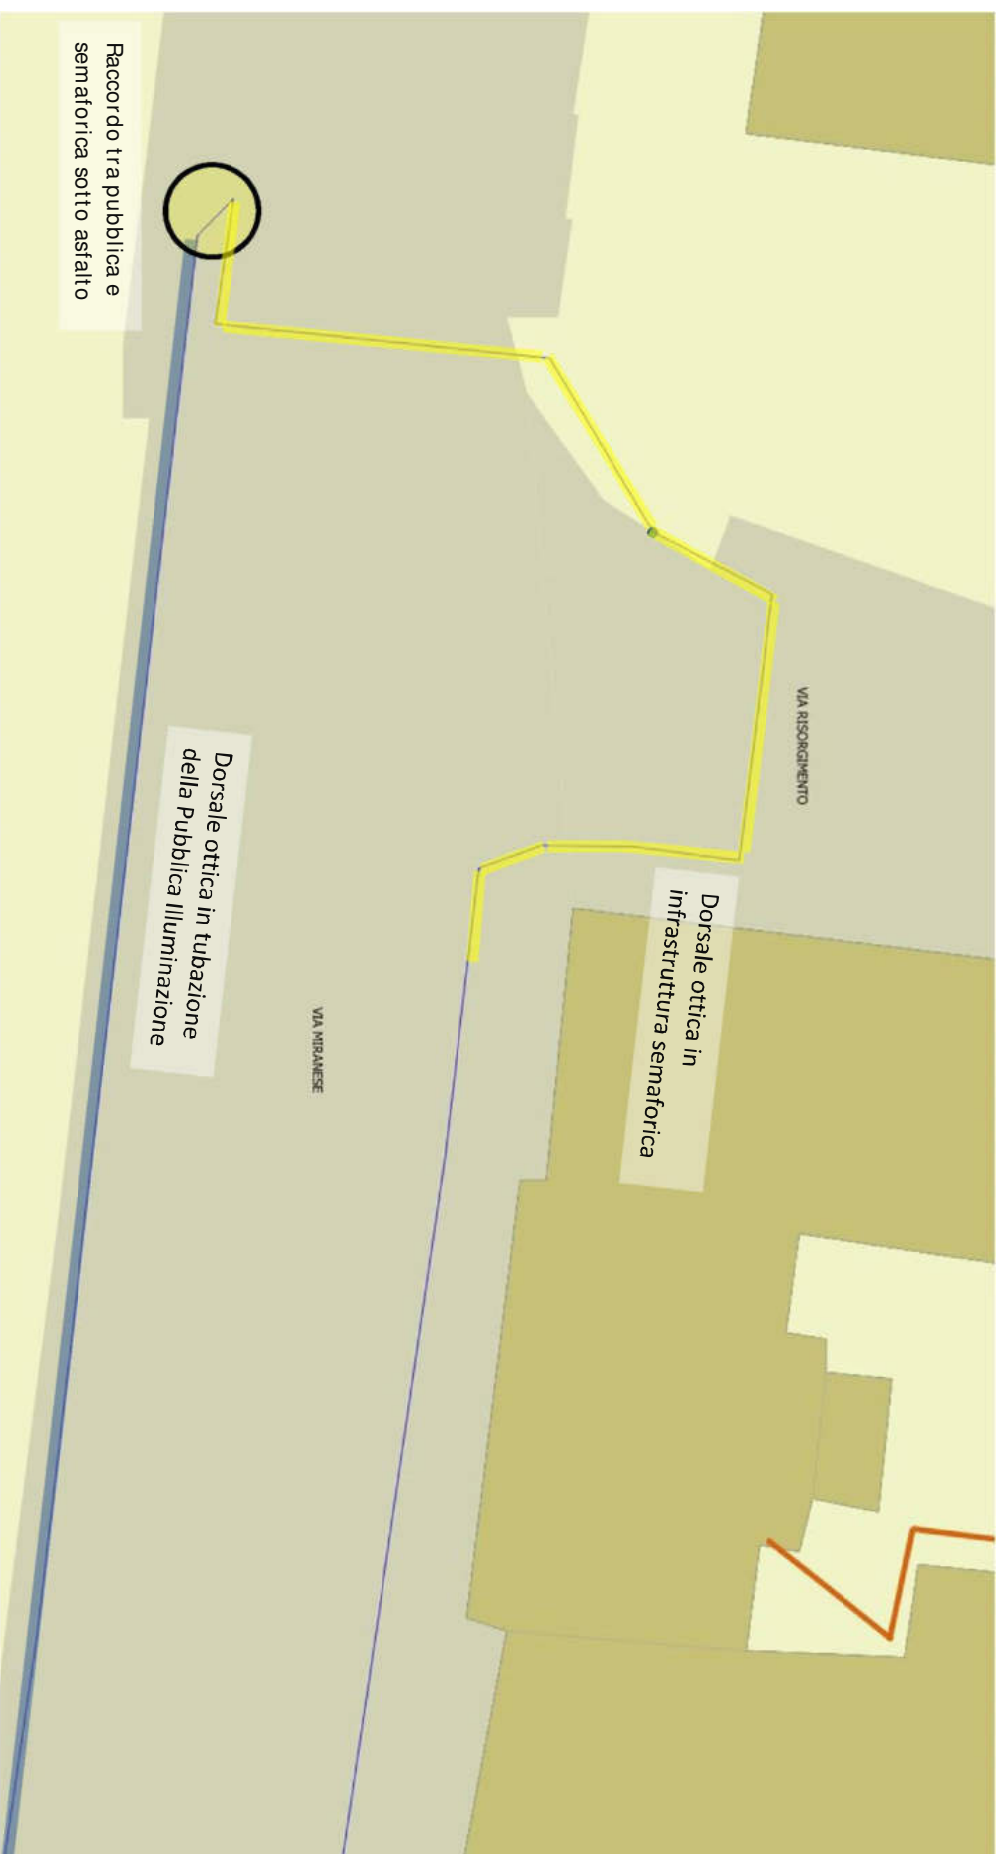 Raccordo tra pubblica e
semaforica sotto asfalto
VIA RISORGIMENTO
Dorsale ottica in
infrastruttura semaforica
Dorsale ottica in tubazione
della Pubblica Illuminazione
VIA MIRANESE